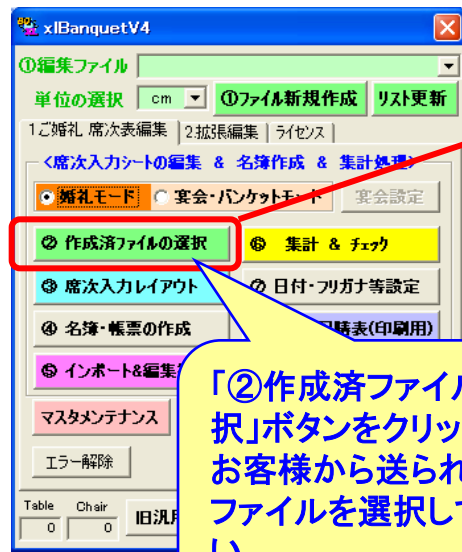 xlBanquetV4
①編集ファイル
単位の選択 cm ①ファイル新規作成 リスト更新
1ご婚礼 席次表編集 2拡張編集 ライセンス
<席次入力シートの編集 & 名簿作成 & 集計処理>
婚礼モード 宴会・バンケットモード 宴会設定
② 作成済ファイルの選択 ⑥ 集計 & チェック
③ 席次入力レイアウト ⑦ 日付・フリガナ等設定
④ 名簿・帳票の作成 席表(印刷用)
⑤ インポート&編集
マスタメンテナンス
エラー解除
Table Chair
0 0 旧汎用
「②作成済ファイル
択」ボタンをクリッ
お客様から送られ
ファイルを選択して
い